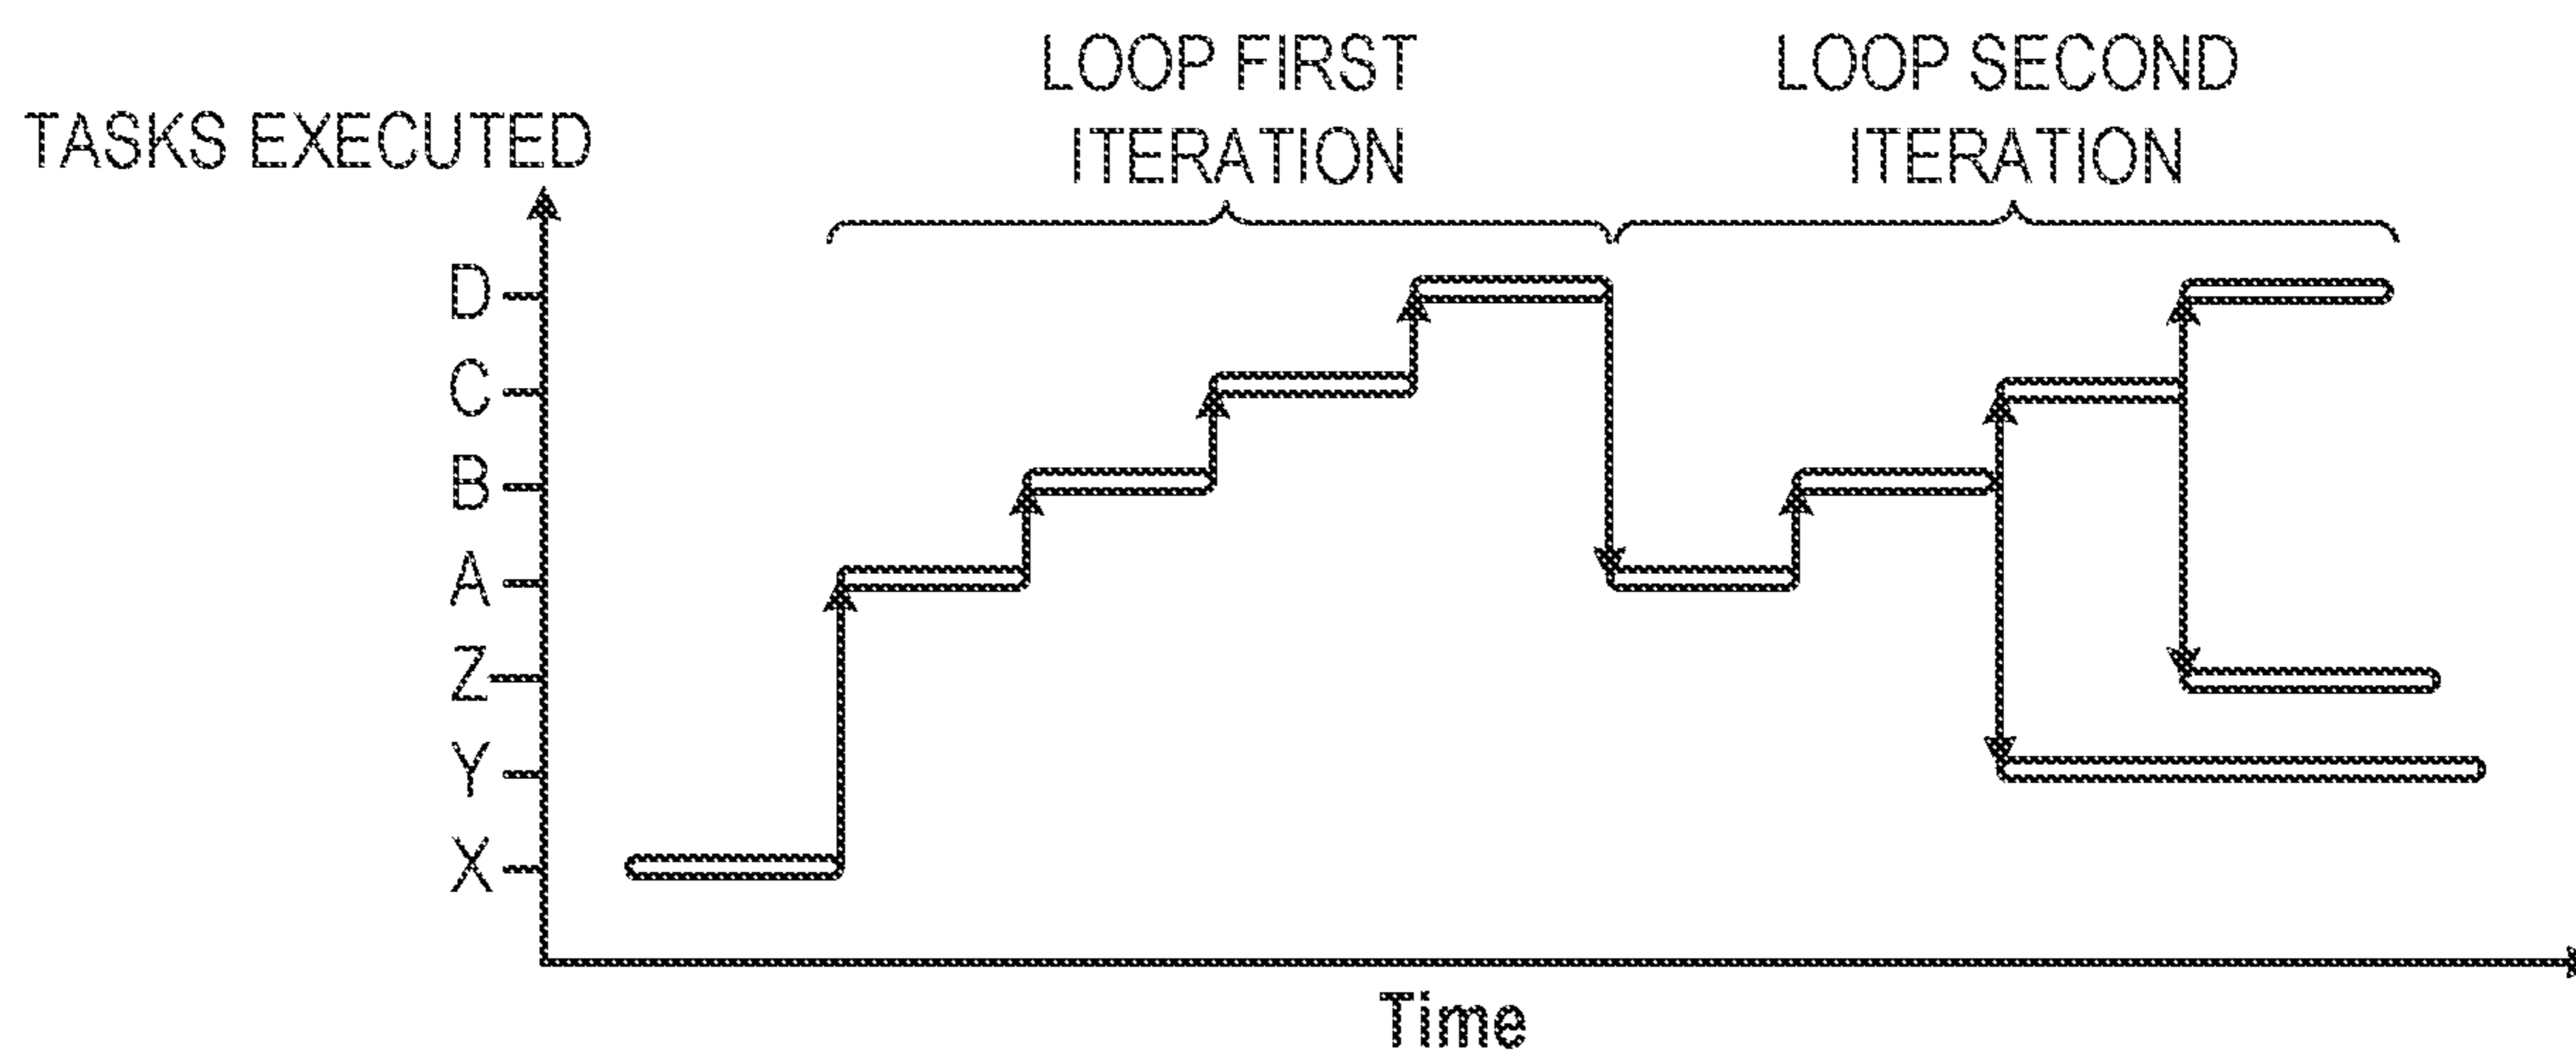 LOOP FIRST
ITERATION
LOOP SECOND
ITERATION
TASKS EXECUTED
D
C
B
A
Z
Y
X
Time